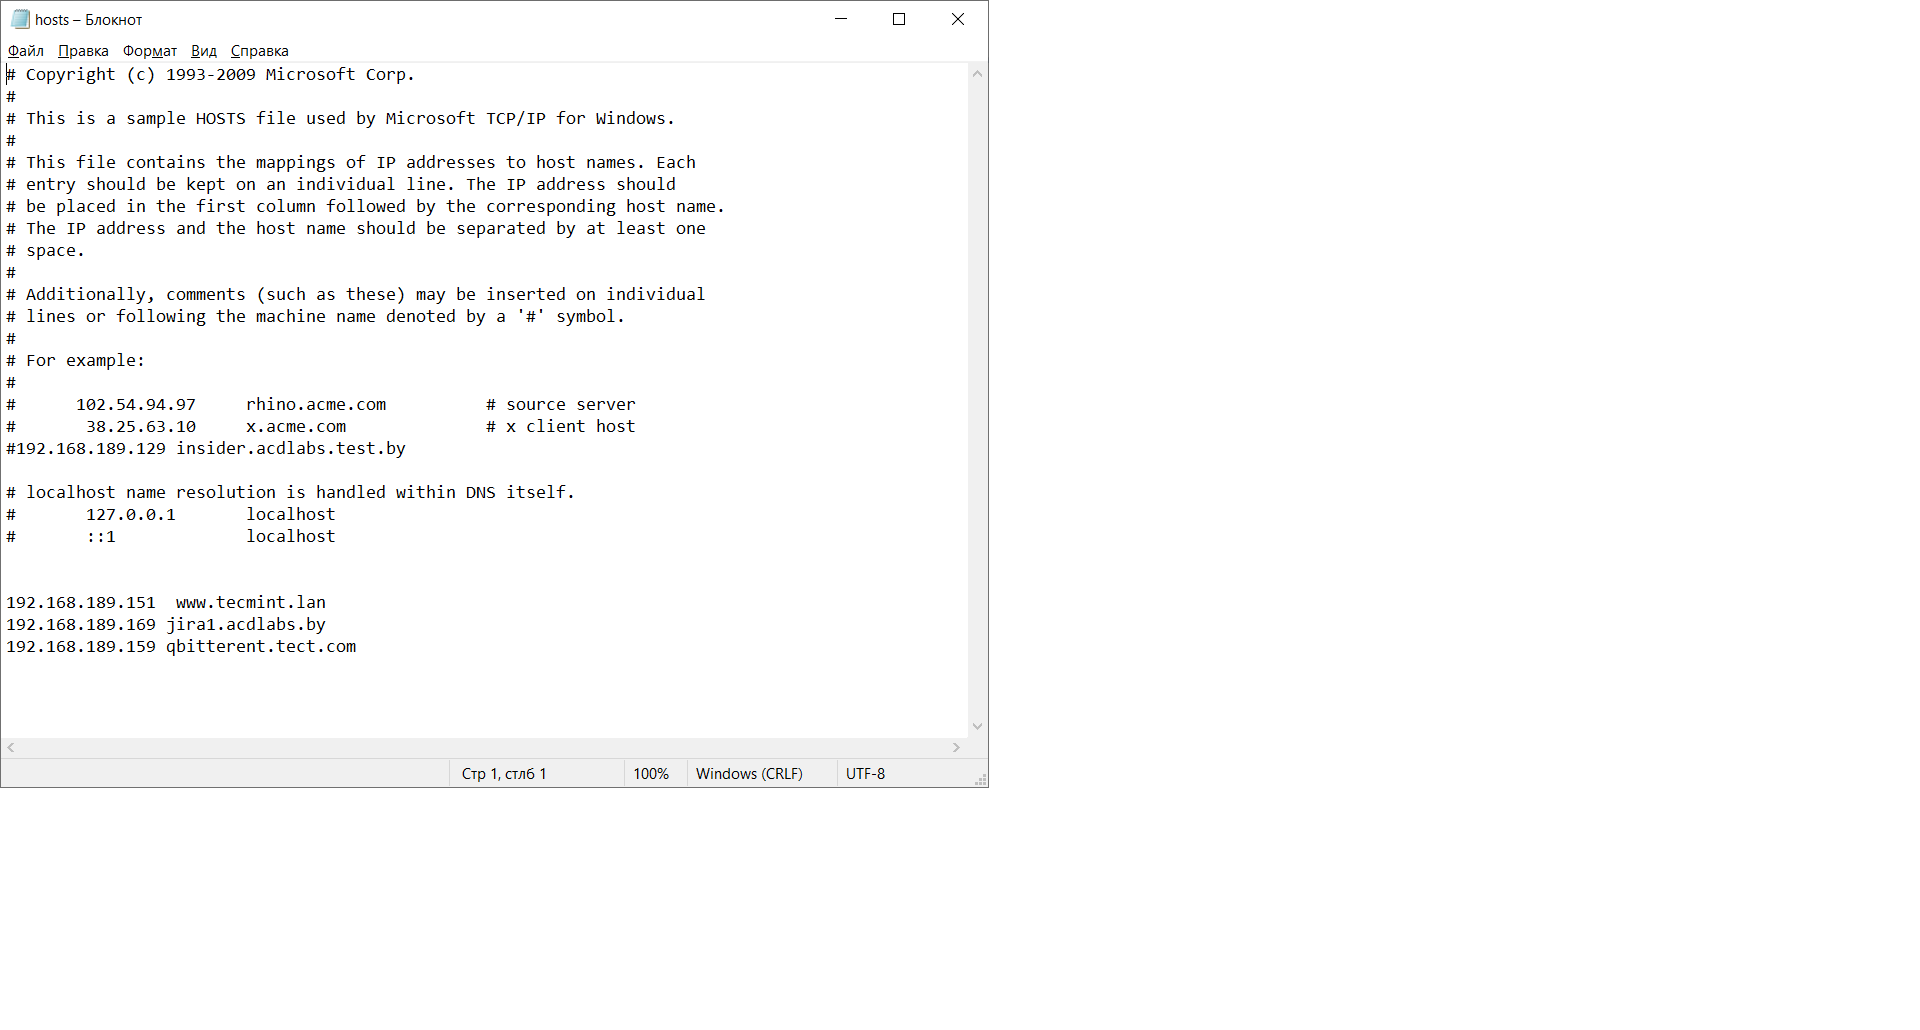 hosts – Блокнот
Файл Правка Формат Вид Справка
# Copyright (c) 1993-2009 Microsoft Corp.
#
# This is a sample HOSTS file used by Microsoft TCP/IP for Windows.
#
# This file contains the mappings of IP addresses to host names. Each
# entry should be kept on an individual line. The IP address should
# be placed in the first column followed by the corresponding host name.
# The IP address and the host name should be separated by at least one
# space.
#
# Additionally, comments (such as these) may be inserted on individual
# lines or following the machine name denoted by a '#' symbol.
#
# For example:
#
#      102.54.94.97     rhino.acme.com          # source server
#       38.25.63.10     x.acme.com              # x client host
#192.168.189.129 insider.acdlabs.test.by

# localhost name resolution is handled within DNS itself.
#       127.0.0.1       localhost
#       ::1             localhost


192.168.189.151  www.tecmint.lan
192.168.189.169 jira1.acdlabs.by
192.168.189.159 qbitterent.tect.com
Стр 1, стлб 1 100% Windows (CRLF) UTF-8